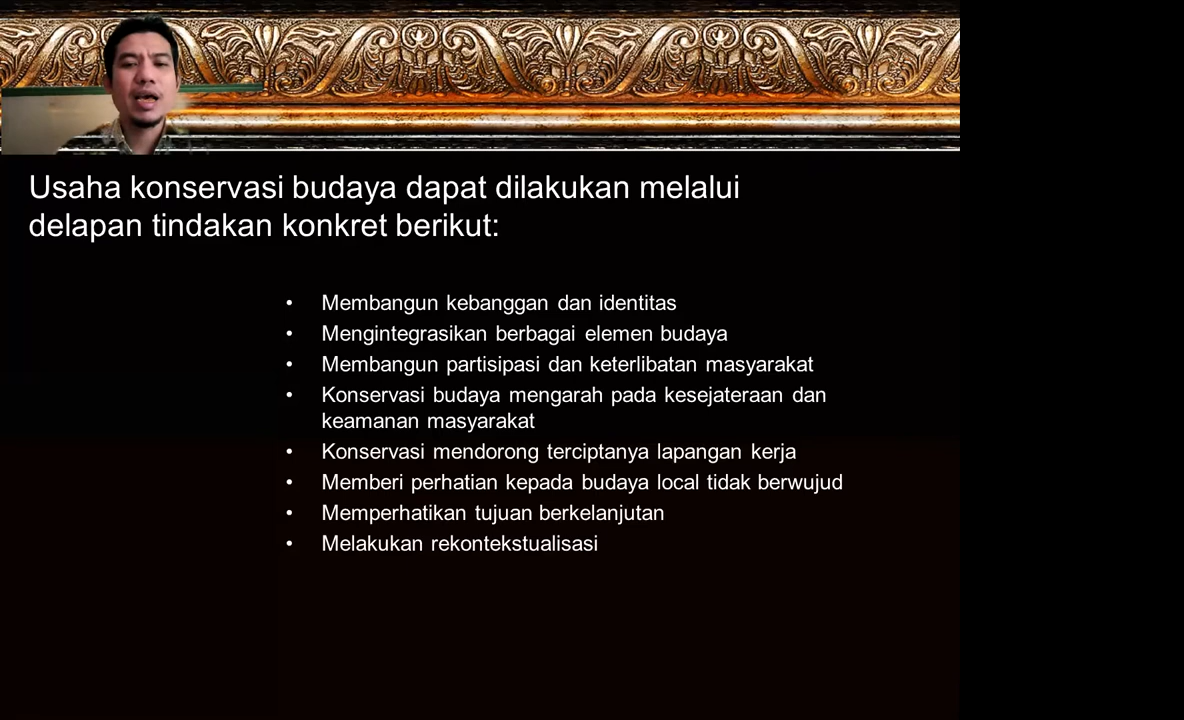 Usaha konservasi budaya dapat dilakukan melalui
delapan tindakan konkret berikut:
• Membangun kebanggan dan identitas
• Mengintegrasikan berbagai elemen budaya
• Membangun partisipasi dan keterlibatan masyarakat
• Konservasi budaya mengarah pada kesejateraan dan
keamanan masyarakat
• Konservasi mendorong terciptanya lapangan kerja
• Memberi perhatian kepada budaya local tidak berwujud
• Memperhatikan tujuan berkelanjutan
• Melakukan rekontekstualisasi